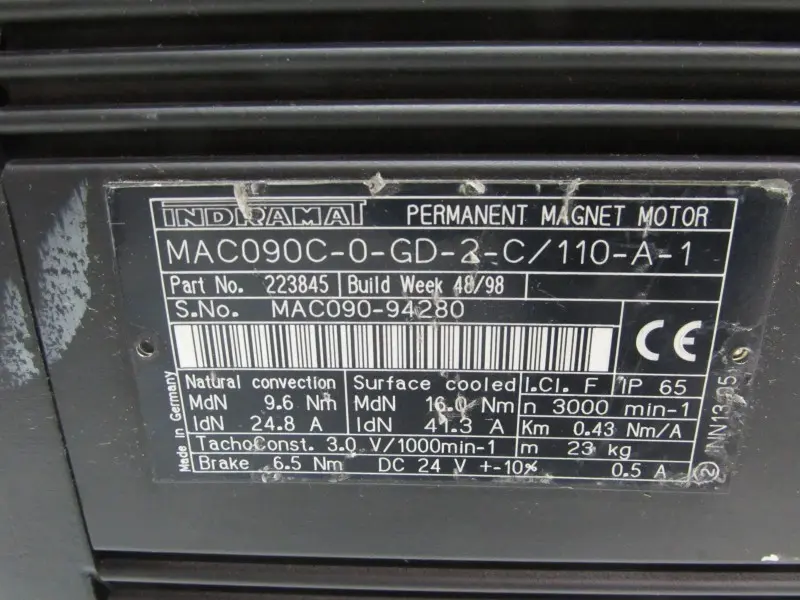 INDRAMAT PERMANENT MAGNET MOTOR
MAC090C-0-GD-2-C/110-A-1
Part No. 223845 Build Week 48/98
S.No. MAC090-94280
CE
Natural convection Surface cooled I.Cl. F IP 65
MdN 9.6 Nm MdN 16.0 Nm n 3000 min-1
IdN 24.8 A IdN 41.3 A Km 0.43 Nm/A
TachoConst. 3.0 V/1000min-1 m 23 kg
Brake 6.5 Nm DC 24 V +-10% 0.5 A
Made in Germany